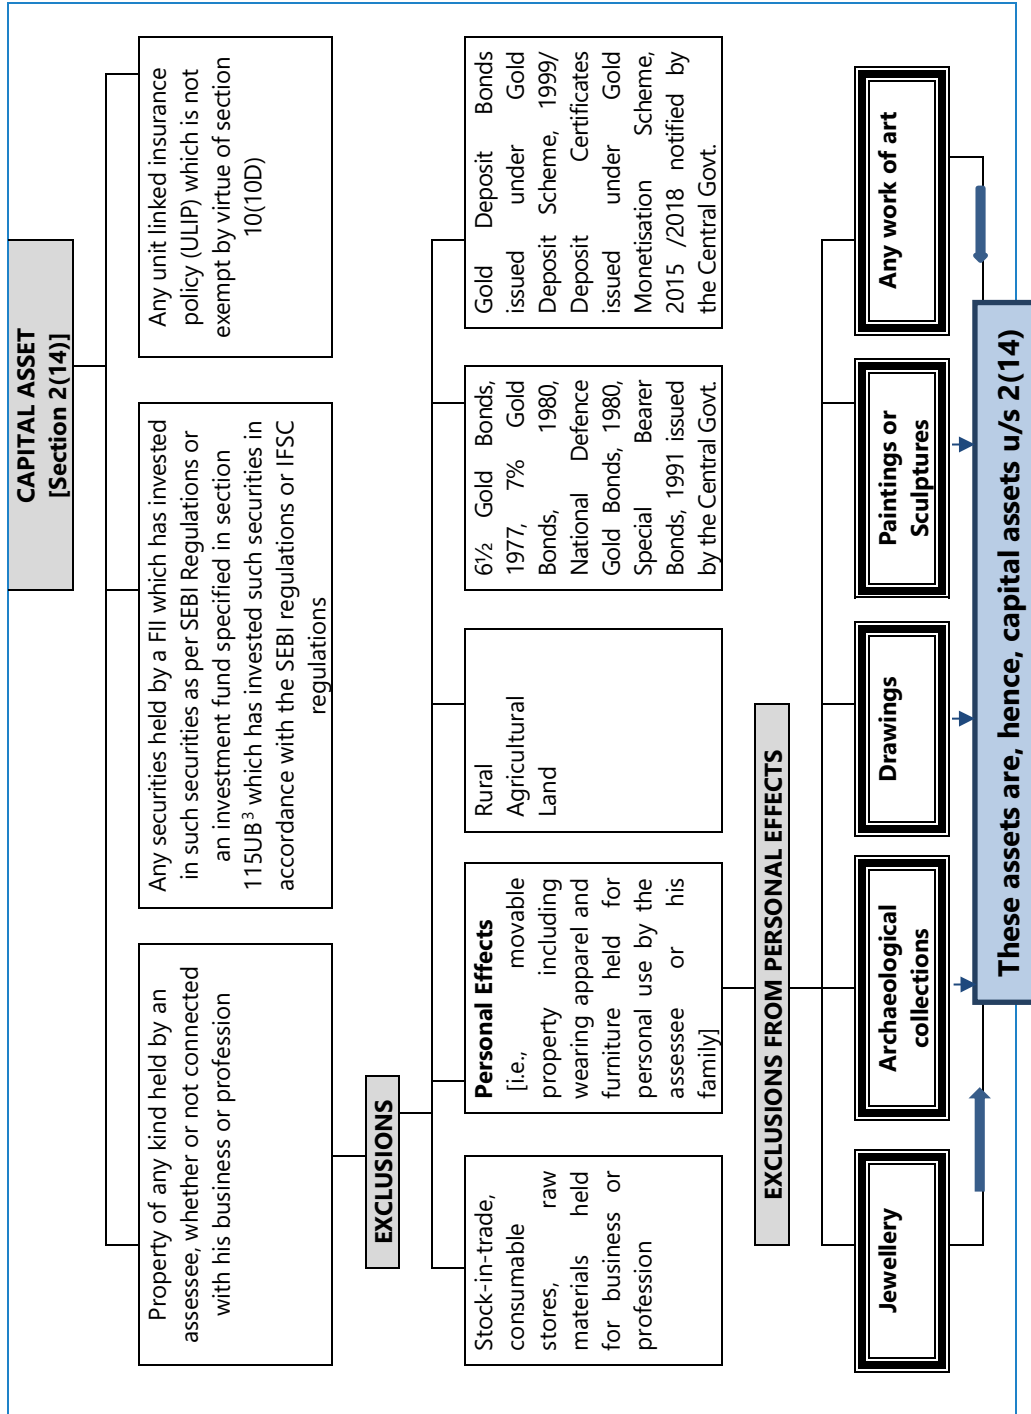 CAPITAL ASSET
[Section 2(14)]
Property of any kind held by an
assessee, whether or not connected
with his business or profession
Any securities held by a FII which has invested
in such securities as per SEBI Regulations or
an investment fund specified in section
115UB3 which has invested such securities in
accordance with the SEBI regulations or IFSC
regulations
Any unit linked insurance
policy (ULIP) which is not
exempt by virtue of section
10(10D)
EXCLUSIONS
Stock-in-trade,
consumable
stores, raw
materials held
for business or
profession
Personal Effects
[i.e., movable
property including
wearing apparel and
furniture held for
personal use by the
assessee or his
family]
Rural
Agricultural
Land
6½ Gold Bonds,
1977, 7% Gold
Bonds, 1980,
National Defence
Gold Bonds, 1980,
Special Bearer
Bonds, 1991 issued
by the Central Govt.
Gold Deposit Bonds
issued under Gold
Deposit Scheme, 1999/
Deposit Certificates
issued under Gold
Monetisation Scheme,
2015 /2018 notified by
the Central Govt.
EXCLUSIONS FROM PERSONAL EFFECTS
Jewellery
Archaeological
collections
Drawings
Paintings or
Sculptures
Any work of art
These assets are, hence, capital assets u/s 2(14)